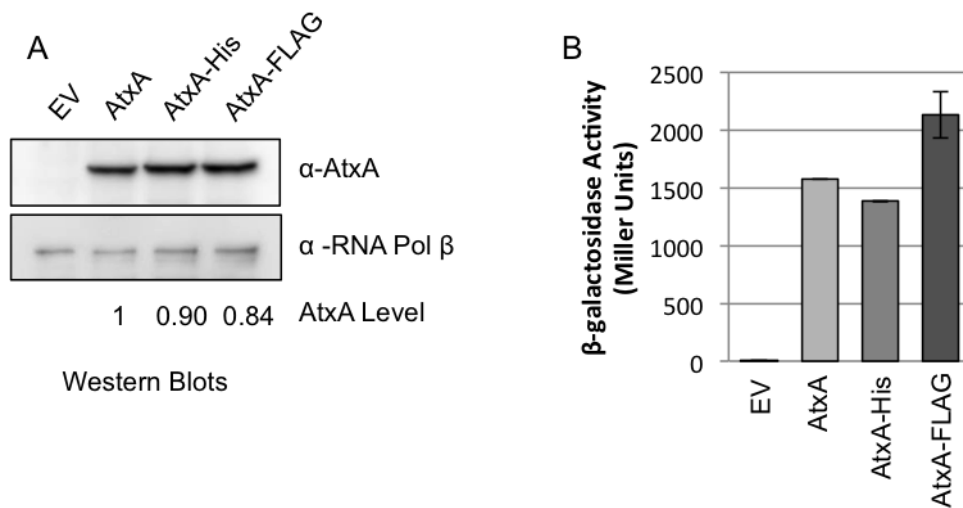 A
EV
AtxA
AtxA-His
AtxA-FLAG
α-AtxA
α -RNA Pol β
1 0.90 0.84 AtxA Level
Western Blots
B
β-galactosidase Activity
(Miller Units)
2500
2000
1500
1000
500
0
EV
AtxA
AtxA-His
AtxA-FLAG